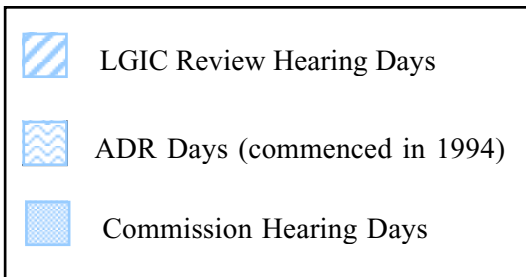 LGIC Review Hearing Days
ADR Days (commenced in 1994)
Commission Hearing Days